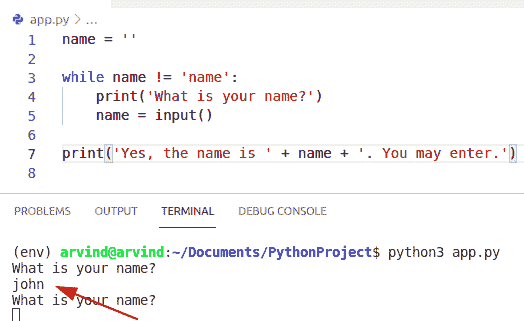 app.py > ...
1 name = ''
2
3 while name != 'name':
4     print('What is your name?')
5     name = input()
6
7 print('Yes, the name is ' + name + '. You may enter.')
8
PROBLEMS OUTPUT TERMINAL DEBUG CONSOLE
(env) arvind@arvind:~/Documents/PythonProject$ python3 app.py
What is your name?
john
What is your name?